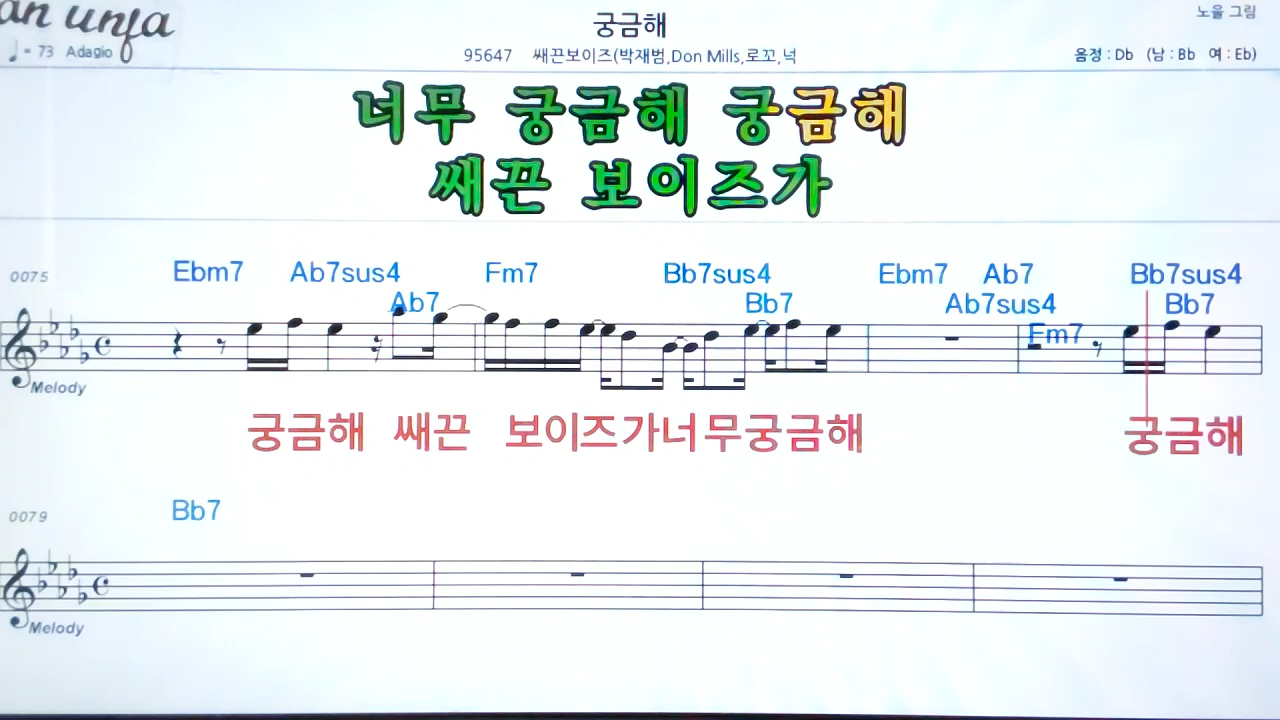 an unfa
궁금해
노을 그림
♩= 73 Adagio
95647 쌔끈보이즈(박재범,Don Mills,로꼬,넉
음정 : Db (남 : Bb 여 : Eb)
너무 궁금해 궁금해
쌔끈 보이즈가
0075
Ebm7 Ab7sus4 Fm7 Bb7sus4 Ebm7 Ab7 Bb7sus4
Ab7 Bb7 Ab7sus4 Bb7
Fm7
Melody
궁금해 쌔끈 보이즈가너무궁금해 궁금해
0079
Bb7
Melody